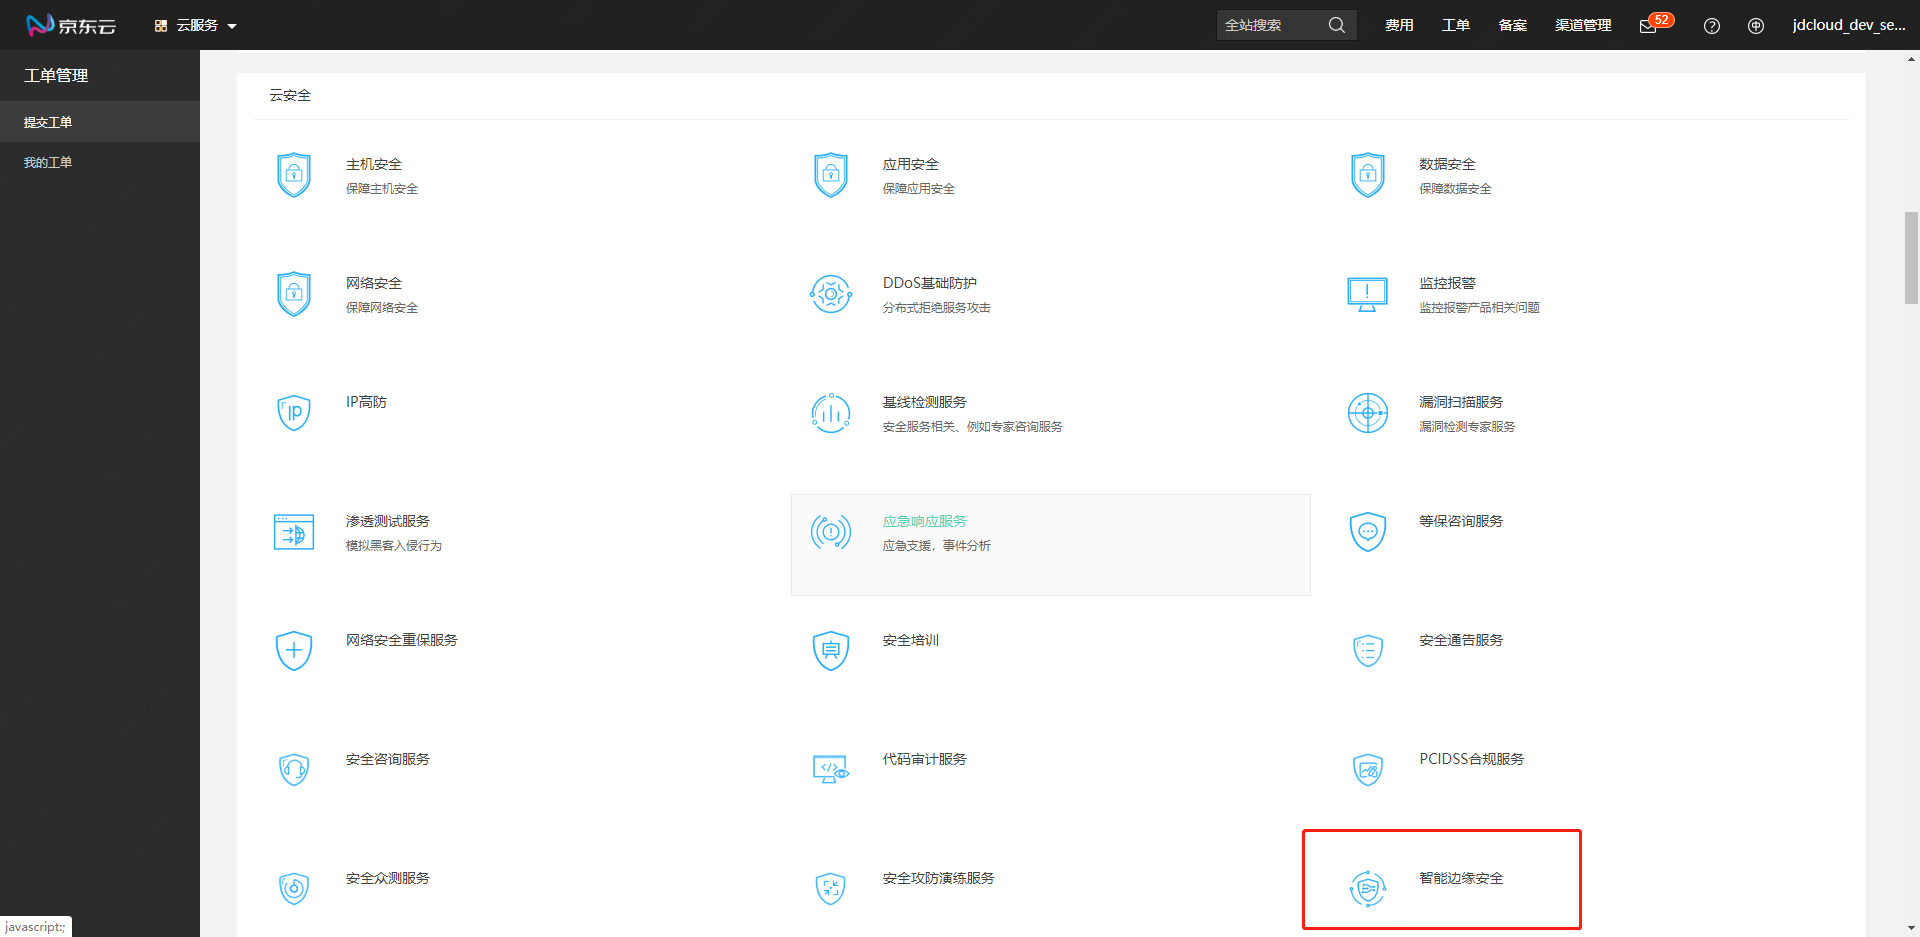 京东云
云服务
全站搜索
费用
工单
备案
渠道管理
52
jdcloud_dev_se...
工单管理
提交工单
我的工单
云安全
主机安全
保障主机安全
应用安全
保障应用安全
数据安全
保障数据安全
网络安全
保障网络安全
DDoS基础防护
分布式拒绝服务攻击
监控报警
监控报警产品相关问题
IP
IP高防
基线检测服务
安全服务相关、例如专家咨询服务
漏洞扫描服务
漏洞检测专家服务
渗透测试服务
模拟黑客入侵行为
应急响应服务
应急支援，事件分析
等保咨询服务
网络安全重保服务
安全培训
安全通告服务
安全咨询服务
代码审计服务
PCIDSS合规服务
安全众测服务
安全攻防演练服务
智能边缘安全
javascript:;